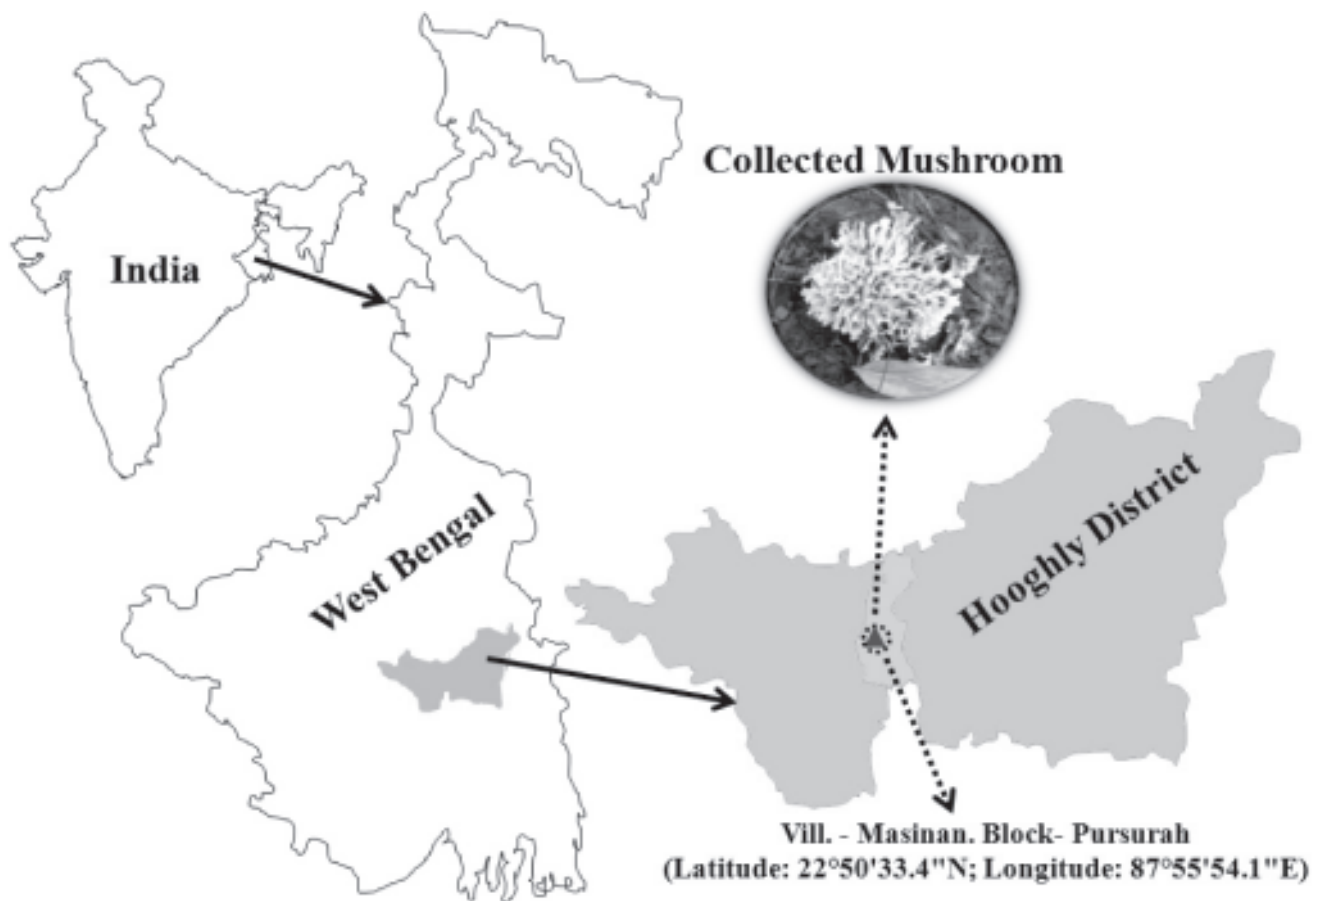 Collected Mushroom
India
West Bengal
Hooghly District
Vill. - Masinan. Block- Pursurah
(Latitude: 22°50'33.4"N; Longitude: 87°55'54.1"E)